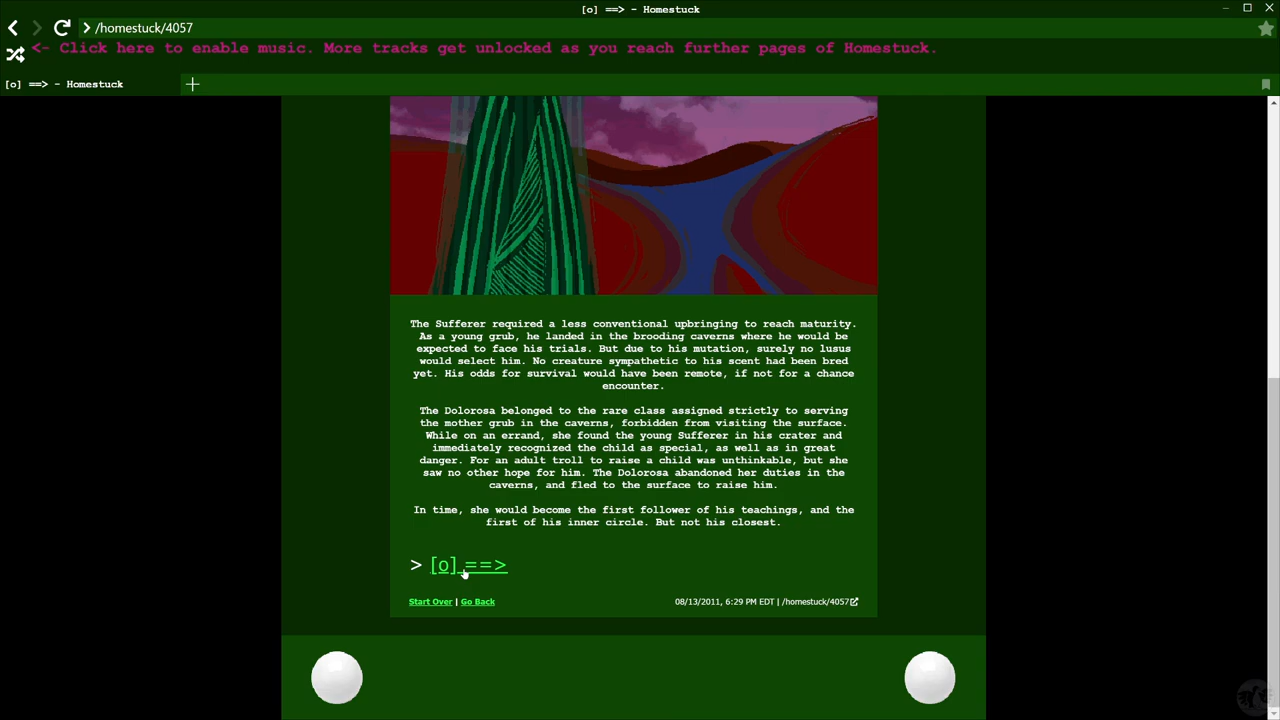 [o] ==> - Homestuck
/homestuck/4057
<- Click here to enable music. More tracks get unlocked as you reach further pages of Homestuck.
[o] ==> - Homestuck
The Sufferer required a less conventional upbringing to reach maturity.
As a young grub, he landed in the brooding caverns where he would be
expected to face his trials. But due to his mutation, surely no lusus
would select him. No creature sympathetic to his scent had been bred
yet. His odds for survival would have been remote, if not for a chance
encounter.
The Dolorosa belonged to the rare class assigned strictly to serving
the mother grub in the caverns, forbidden from visiting the surface.
While on an errand, she found the young Sufferer in his crater and
immediately recognized the child as special, as well as in great
danger. For an adult troll to raise a child was unthinkable, but she
saw no other hope for him. The Dolorosa abandoned her duties in the
caverns, and fled to the surface to raise him.
In time, she would become the first follower of his teachings, and the
first of his inner circle. But not his closest.
> [o] ==>
Start Over | Go Back
08/13/2011, 6:29 PM EDT | /homestuck/4057